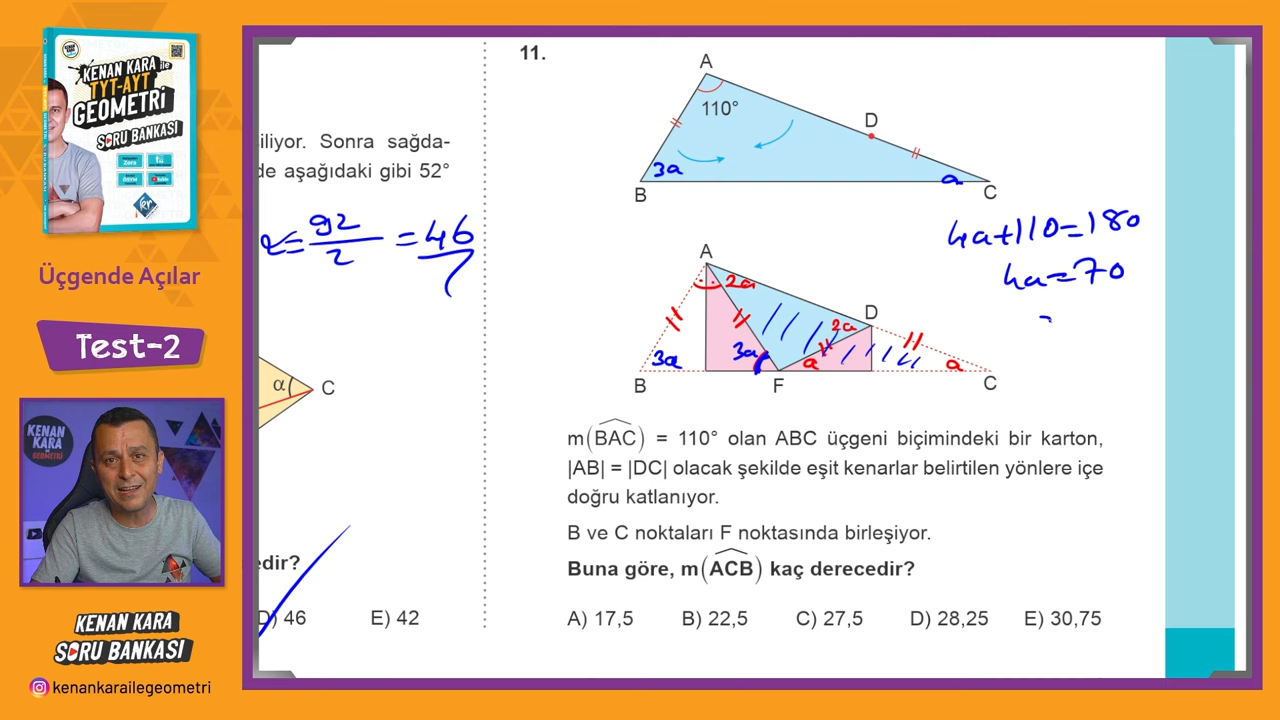 KENAN KARA ile
TYT-AYT
GEOMETRİ
SORU BANKASI
Üçgende Açılar
Test-2
KENAN
KARA
ile
GEOMETRİ
KENAN KARA
SORU BANKASI
kenankarailegeometri
iliyor. Sonra sağda-
de aşağıdaki gibi 52°
= 92/2 = 46
α
C
edir?
D) 46
E) 42
11.
A
110°
D
3a
a
B
C
4a+110=180
4a=70
=
A
2a
D
2a
3a
3a
a
a
B
F
C
m(BAC) = 110° olan ABC üçgeni biçimindeki bir karton,
|AB| = |DC| olacak şekilde eşit kenarlar belirtilen yönlere içe
doğru katlanıyor.
B ve C noktaları F noktasında birleşiyor.
Buna göre, m(ACB) kaç derecedir?
A) 17,5 B) 22,5 C) 27,5 D) 28,25 E) 30,75